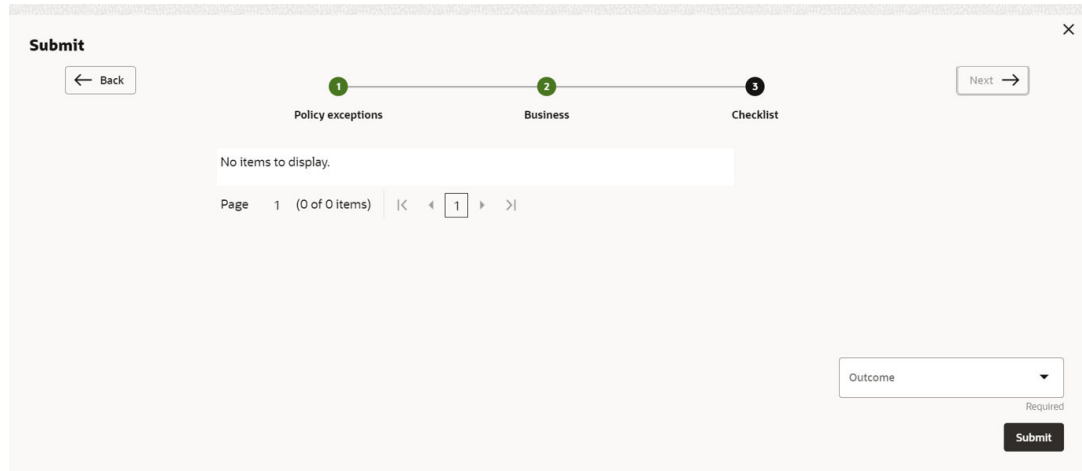 Submit
Back
Next
1
2
3
Policy exceptions
Business
Checklist
No items to display.
Page 1 (0 of 0 items) 1
Outcome
Required
Submit